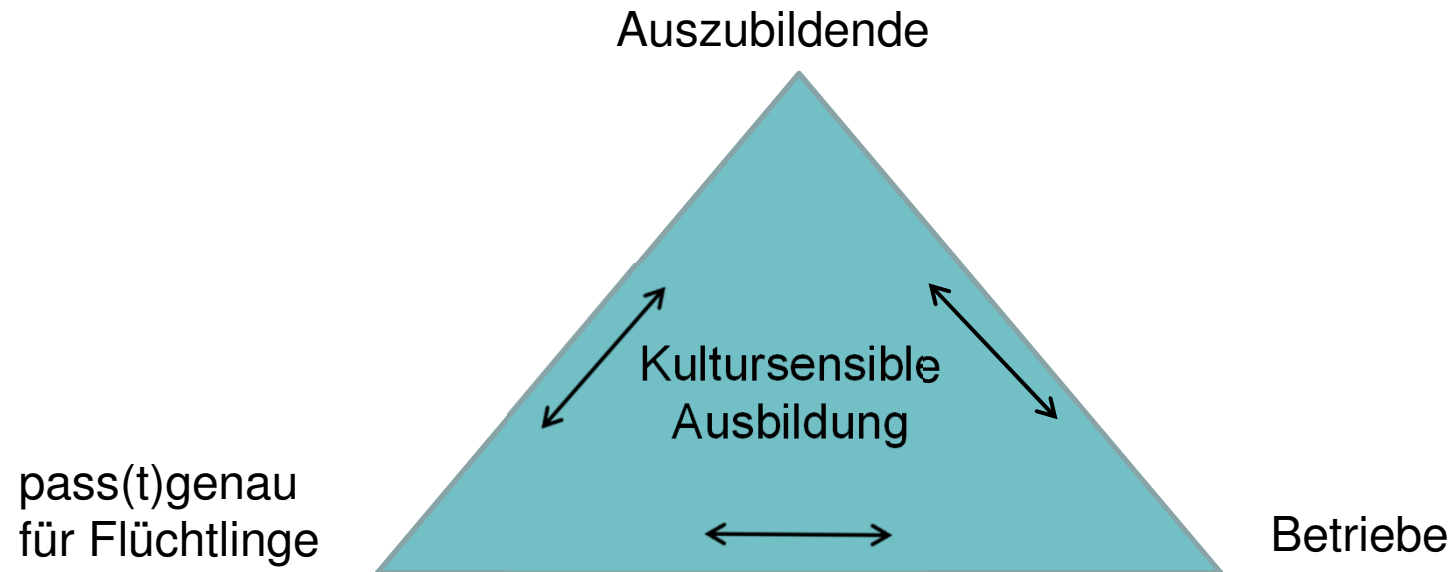 Auszubildende
Kultursensible
Ausbildung
pass(t)genau
für Flüchtlinge
Betriebe